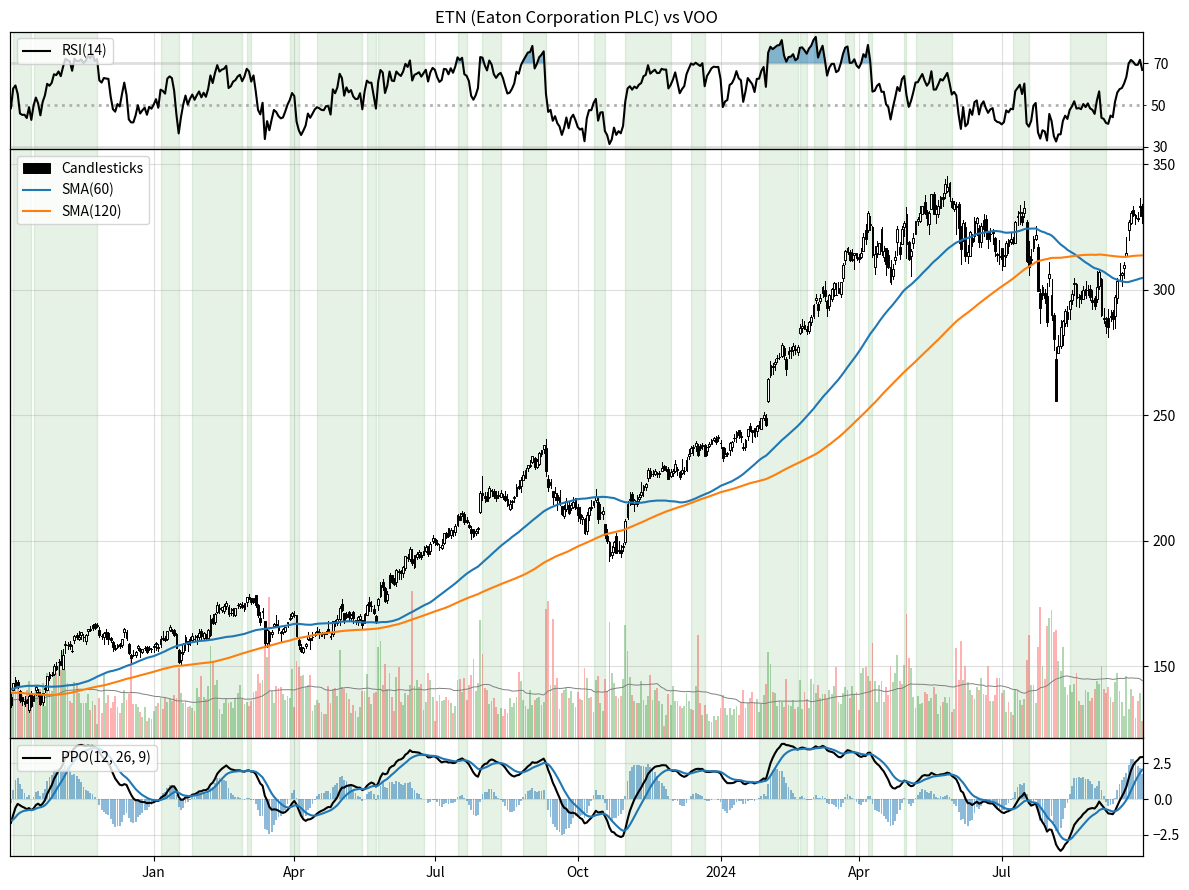 ETN (Eaton Corporation PLC) vs VOO
RSI(14)
70
50
30
Candlesticks
SMA(60)
SMA(120)
350
300
250
200
150
PPO(12, 26, 9)
2.5
0.0
−2.5
Jan Apr Jul Oct 2024 Apr Jul